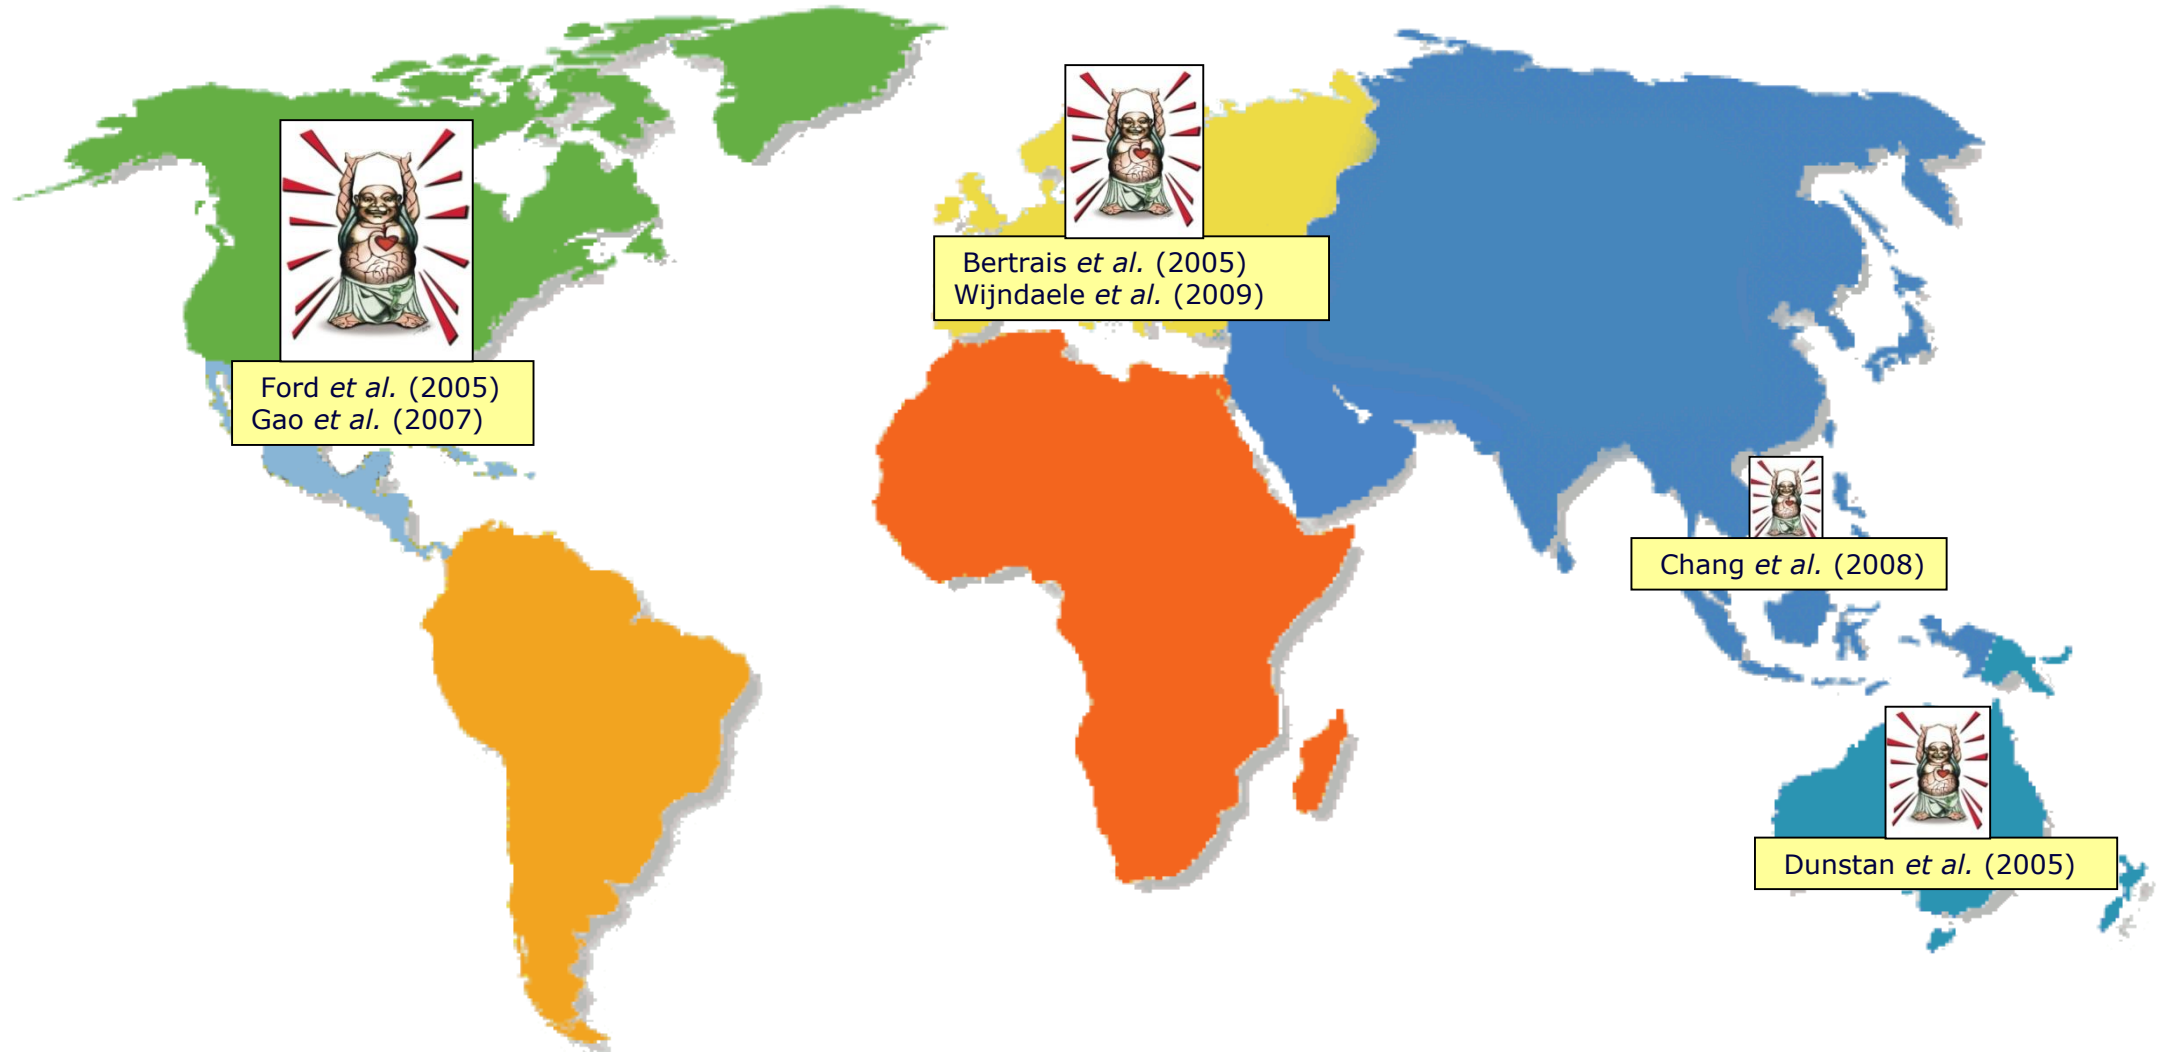 Bertrais et al. (2005)
Wijndaele et al. (2009)
Ford et al. (2005)
Gao et al. (2007)
Chang et al. (2008)
Dunstan et al. (2005)